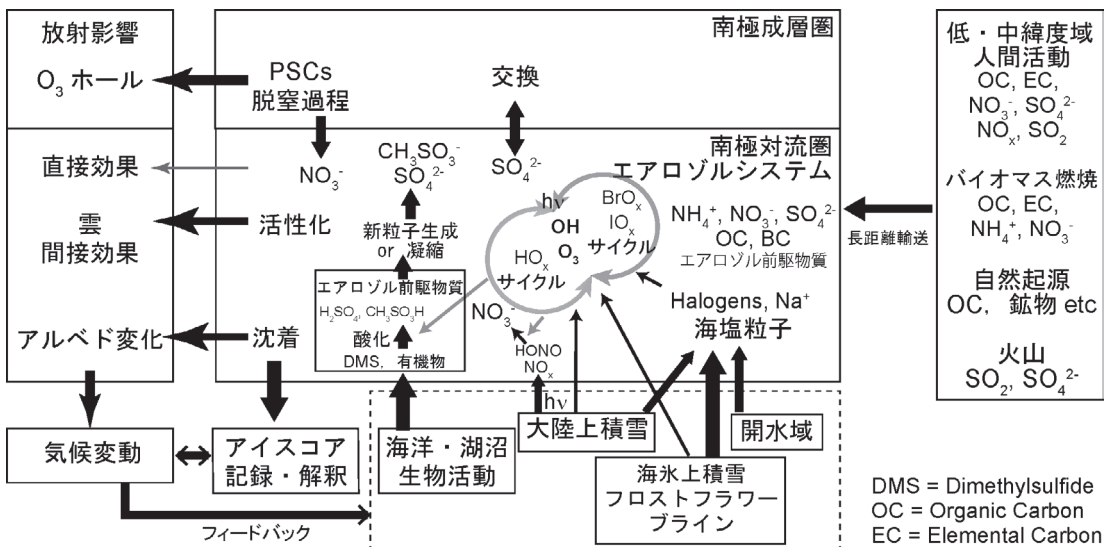 放射影響
O₃ ホール
直接効果
雲
間接効果
アルベド変化
気候変動
南極成層圏
PSCs
脱窒過程
交換
南極対流圏
エアロゾルシステム
NO₃⁻
CH₃SO₃⁻
SO₄²⁻
SO₄²⁻
活性化
新粒子生成
or 凝縮
エアロゾル前駆物質
H₂SO₄, CH₃SO₃H
酸化
DMS, 有機物
沈着
hν
OH
O₃
HOₓ
サイクル
BrOₓ
IOₓ
サイクル
NO₃⁻
HONO
NOₓ
hν
NH₄⁺, NO₃⁻, SO₄²⁻
OC, BC
エアロゾル前駆物質
Halogens, Na⁺
海塩粒子
アイスコア
記録・解釈
海洋・湖沼
生物活動
大陸上積雪
開水域
海氷上積雪
フロストフラワー
ブライン
フィードバック
長距離輸送
低・中緯度域
人間活動
OC, EC,
NO₃⁻, SO₄²⁻
NOₓ, SO₂
バイオマス燃焼
OC, EC,
NH₄⁺, NO₃⁻
自然起源
OC, 鉱物 etc
火山
SO₂, SO₄²⁻
DMS = Dimethylsulfide
OC = Organic Carbon
EC = Elemental Carbon